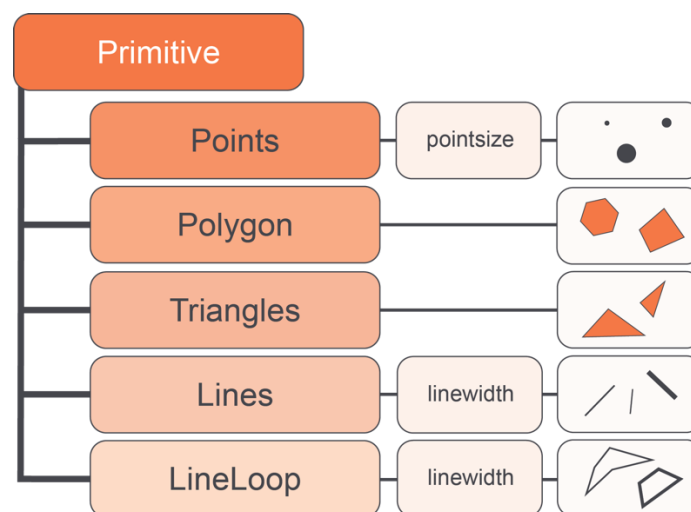 Primitive
Points
pointsize
Polygon
Triangles
Lines
linewidth
LineLoop
linewidth